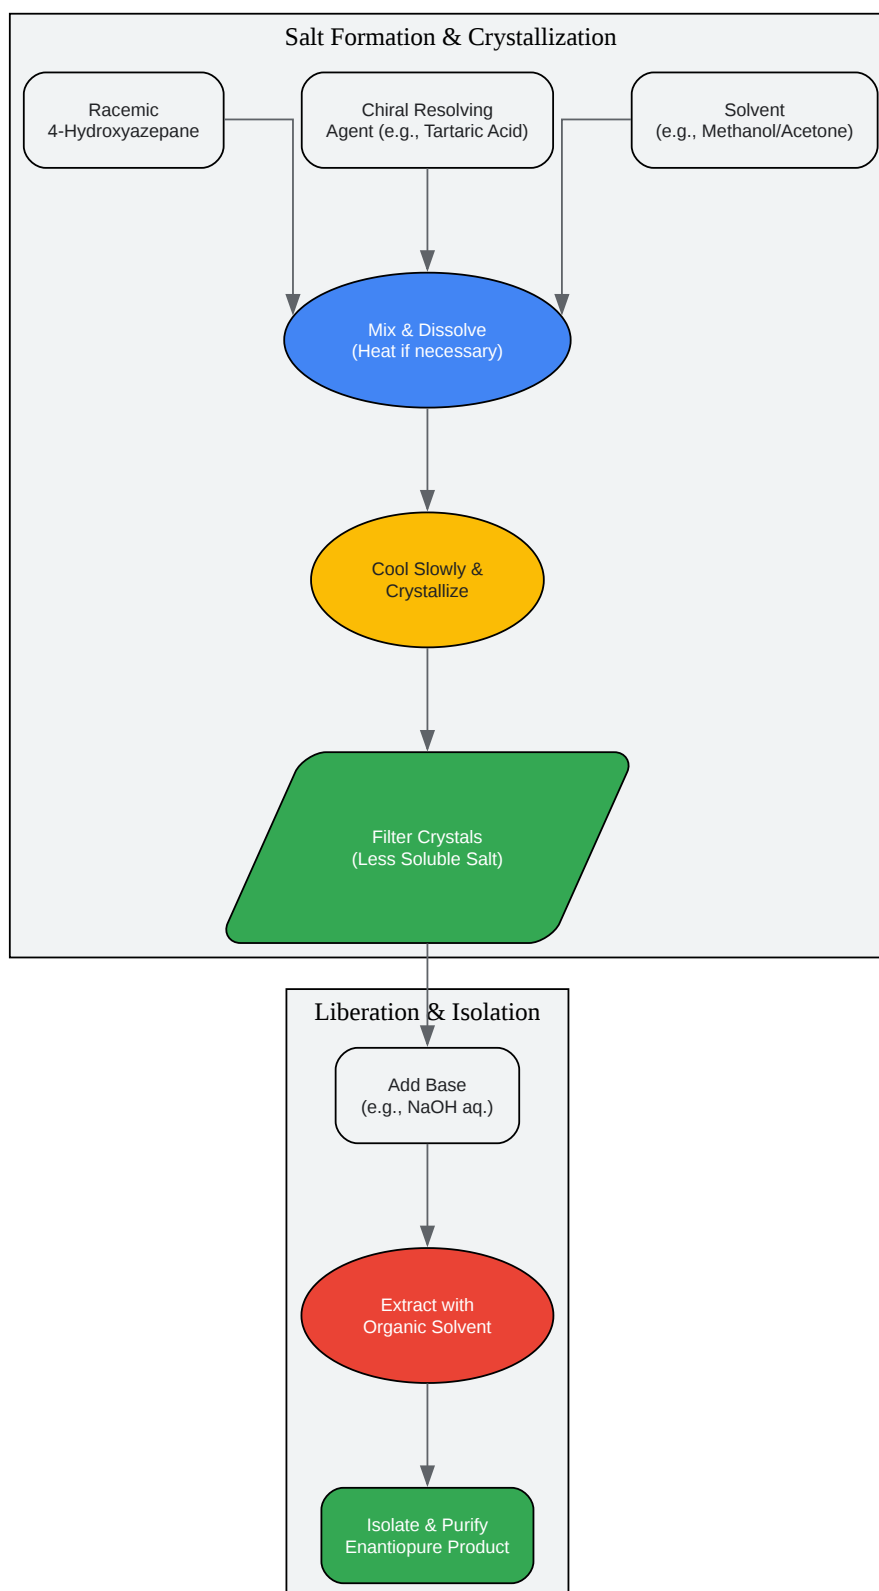 Salt Formation & Crystallization
Racemic
4-Hydroxyazepane
Chiral Resolving
Agent (e.g., Tartaric Acid)
Solvent
(e.g., Methanol/Acetone)
Mix & Dissolve
(Heat if necessary)
Cool Slowly &
Crystallize
Filter Crystals
(Less Soluble Salt)
Liberation & Isolation
Add Base
(e.g., NaOH aq.)
Extract with
Organic Solvent
Isolate & Purify
Enantiopure Product